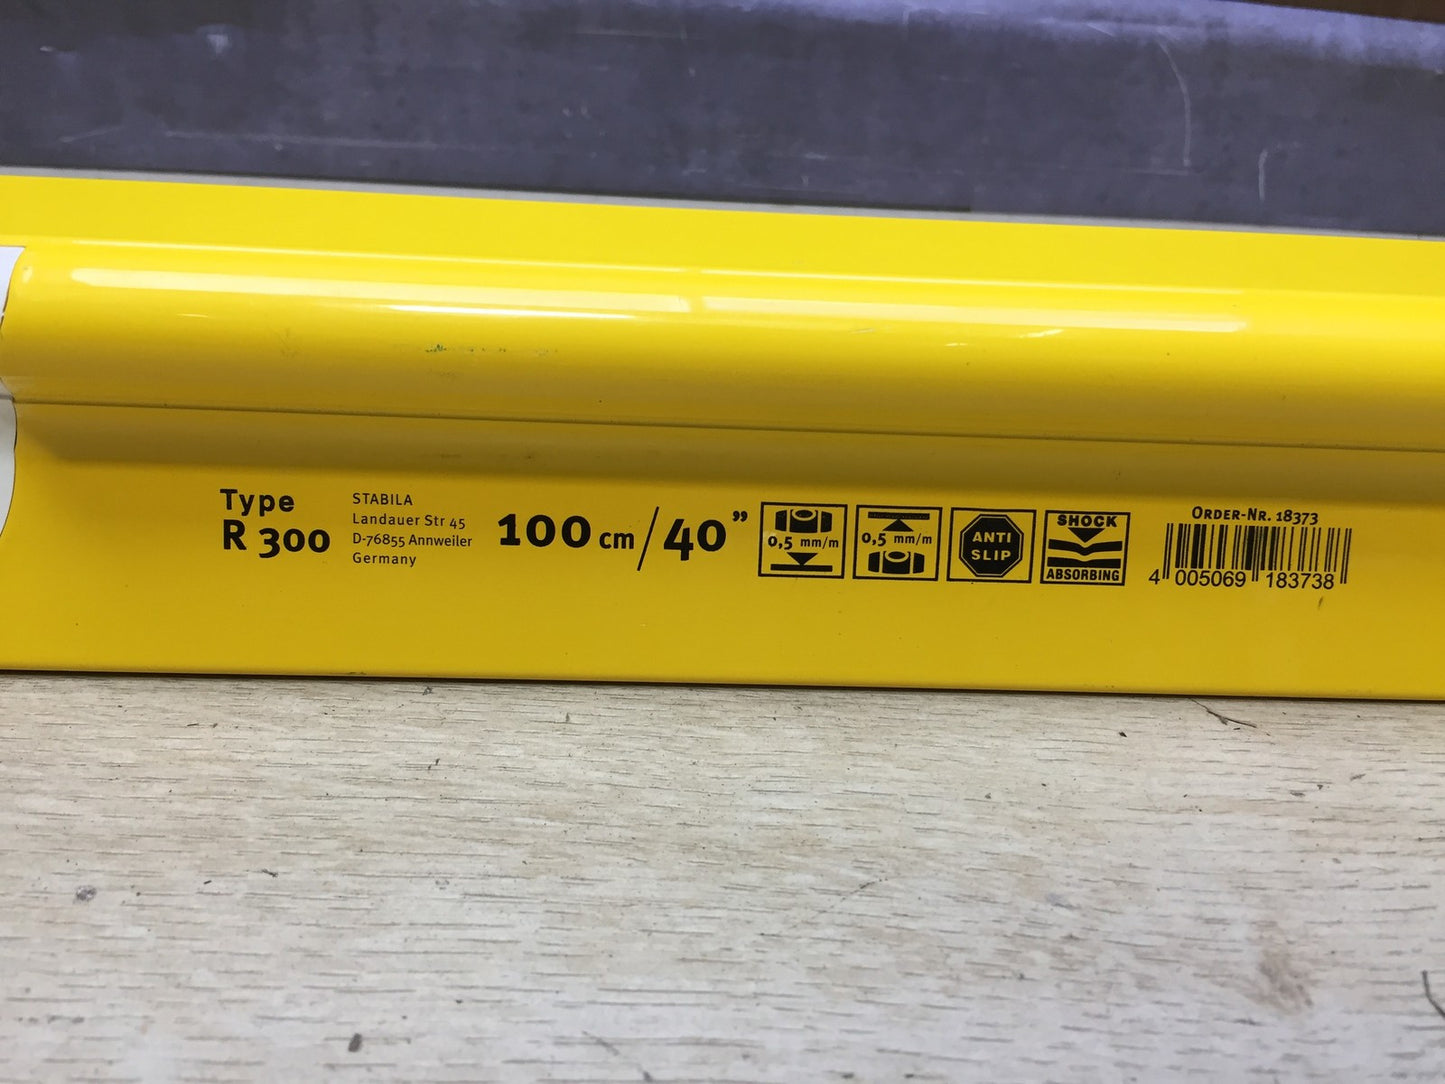 Type
R 300
STABILA
Landauer Str 45
D-76855 Annweiler
Germany
100 cm/40”
0,5 mm/m
0,5 mm/m
ANTI
SLIP
SHOCK
ABSORBING
ORDER-NR. 18373
4 005069 183738